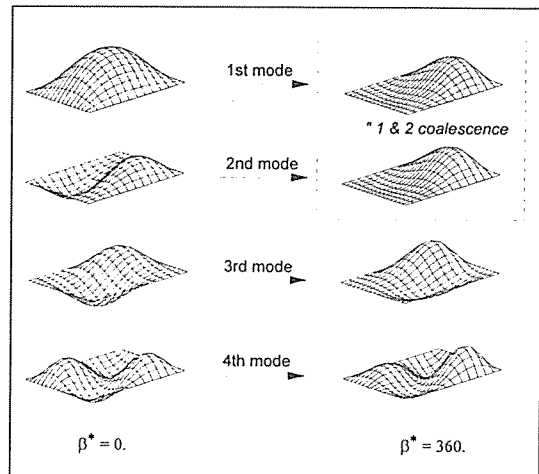 1st mode
" 1 & 2 coalescence
2nd mode
3rd mode
4th mode
β* = 0.
β* = 360.